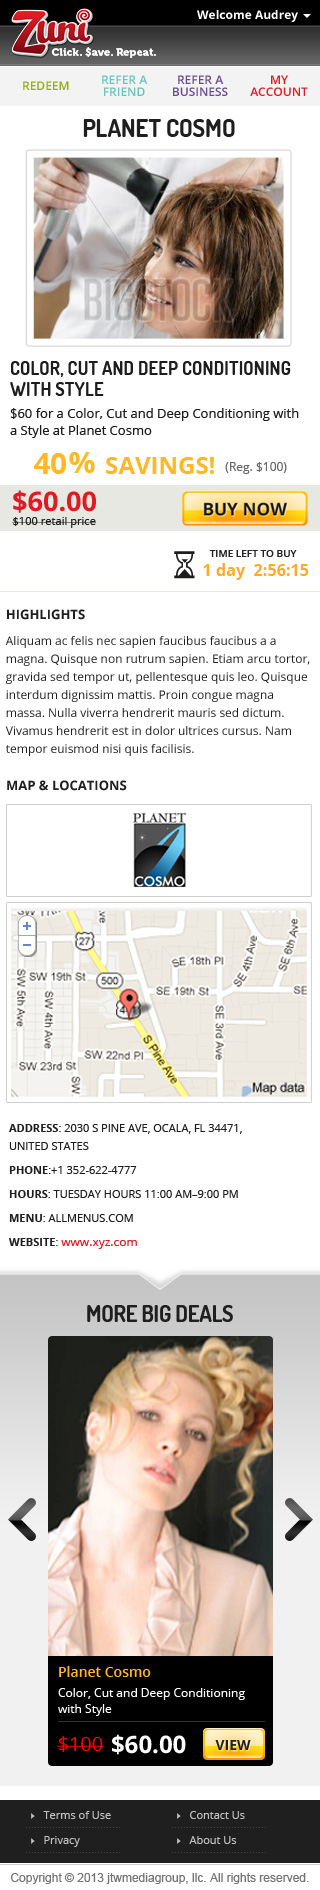 Zuni
Click. $ave. Repeat.
Welcome Audrey
REDEEM
REFER A
FRIEND
REFER A
BUSINESS
MY
ACCOUNT
PLANET COSMO
BIGSTOCK
COLOR, CUT AND DEEP CONDITIONING
WITH STYLE
$60 for a Color, Cut and Deep Conditioning with
a Style at Planet Cosmo
40% SAVINGS! (Reg. $100)
$60.00
$100 retail price
BUY NOW
TIME LEFT TO BUY
1 day 2:56:15
HIGHLIGHTS
Aliquam ac felis nec sapien faucibus faucibus a a
magna. Quisque non rutrum sapien. Etiam arcu tortor,
gravida sed tempor ut, pellentesque quis leo. Quisque
interdum dignissim mattis. Proin congue magna
massa. Nulla viverra hendrerit mauris sed dictum.
Vivamus hendrerit est in dolor ultrices cursus. Nam
tempor euismod nisi quis facilisis.
MAP & LOCATIONS
PLANET
COSMO
+
−
27
SE 18th Pl
SE 4th Ave
SE 6th Ave
SW 19th St
500
SE 19th St
SE
SW 5th Ave
SW 4th Ave
SE 3rd Ave
S Pine Ave
SW 22nd Pl
SW 23rd St
Map data
ADDRESS: 2030 S PINE AVE, OCALA, FL 34471,
UNITED STATES
PHONE:+1 352-622-4777
HOURS: TUESDAY HOURS 11:00 AM–9:00 PM
MENU: ALLMENUS.COM
WEBSITE: www.xyz.com
MORE BIG DEALS
Planet Cosmo
Color, Cut and Deep Conditioning
with Style
$100 $60.00
VIEW
Terms of Use
Contact Us
Privacy
About Us
Copyright © 2013 jtwmediagroup, llc. All rights reserved.